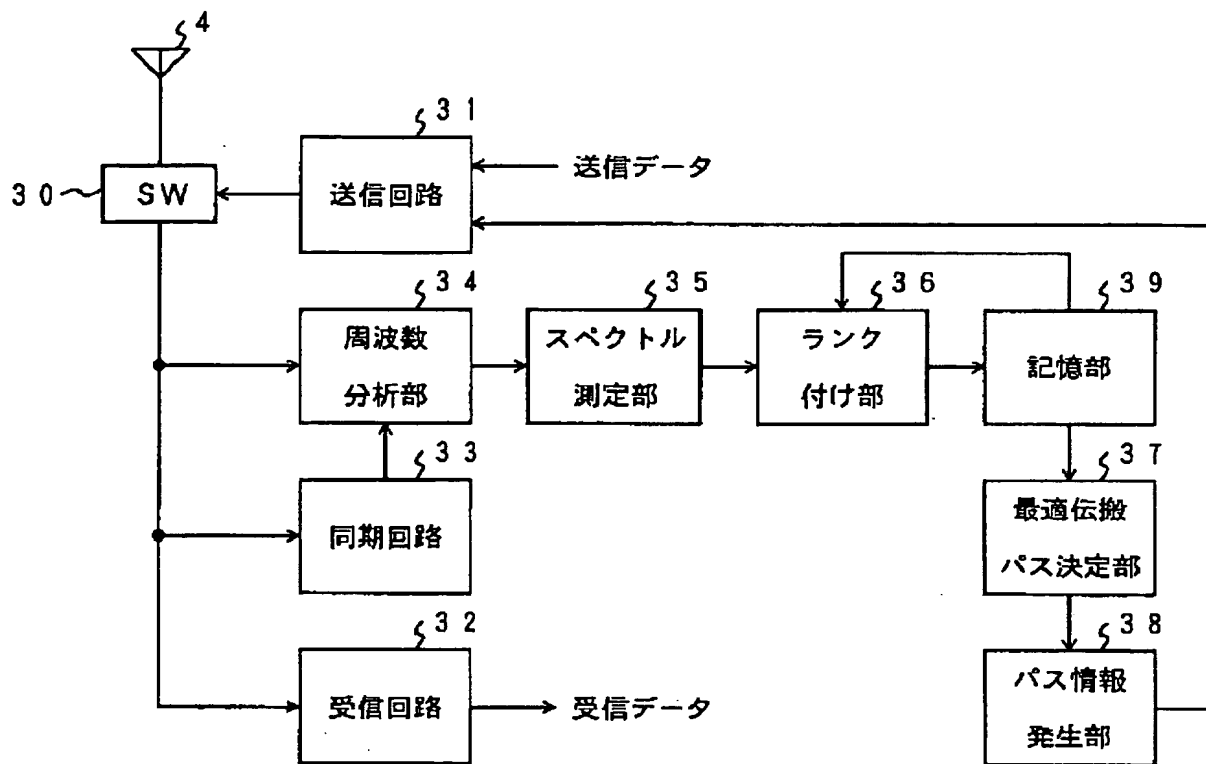 4
31
送信データ
30
SW
送信回路
34
35
36
39
周波数
分析部
スペクトル
測定部
ランク
付け部
記憶部
33
37
同期回路
最適伝搬
パス決定部
32
38
受信回路
受信データ
パス情報
発生部